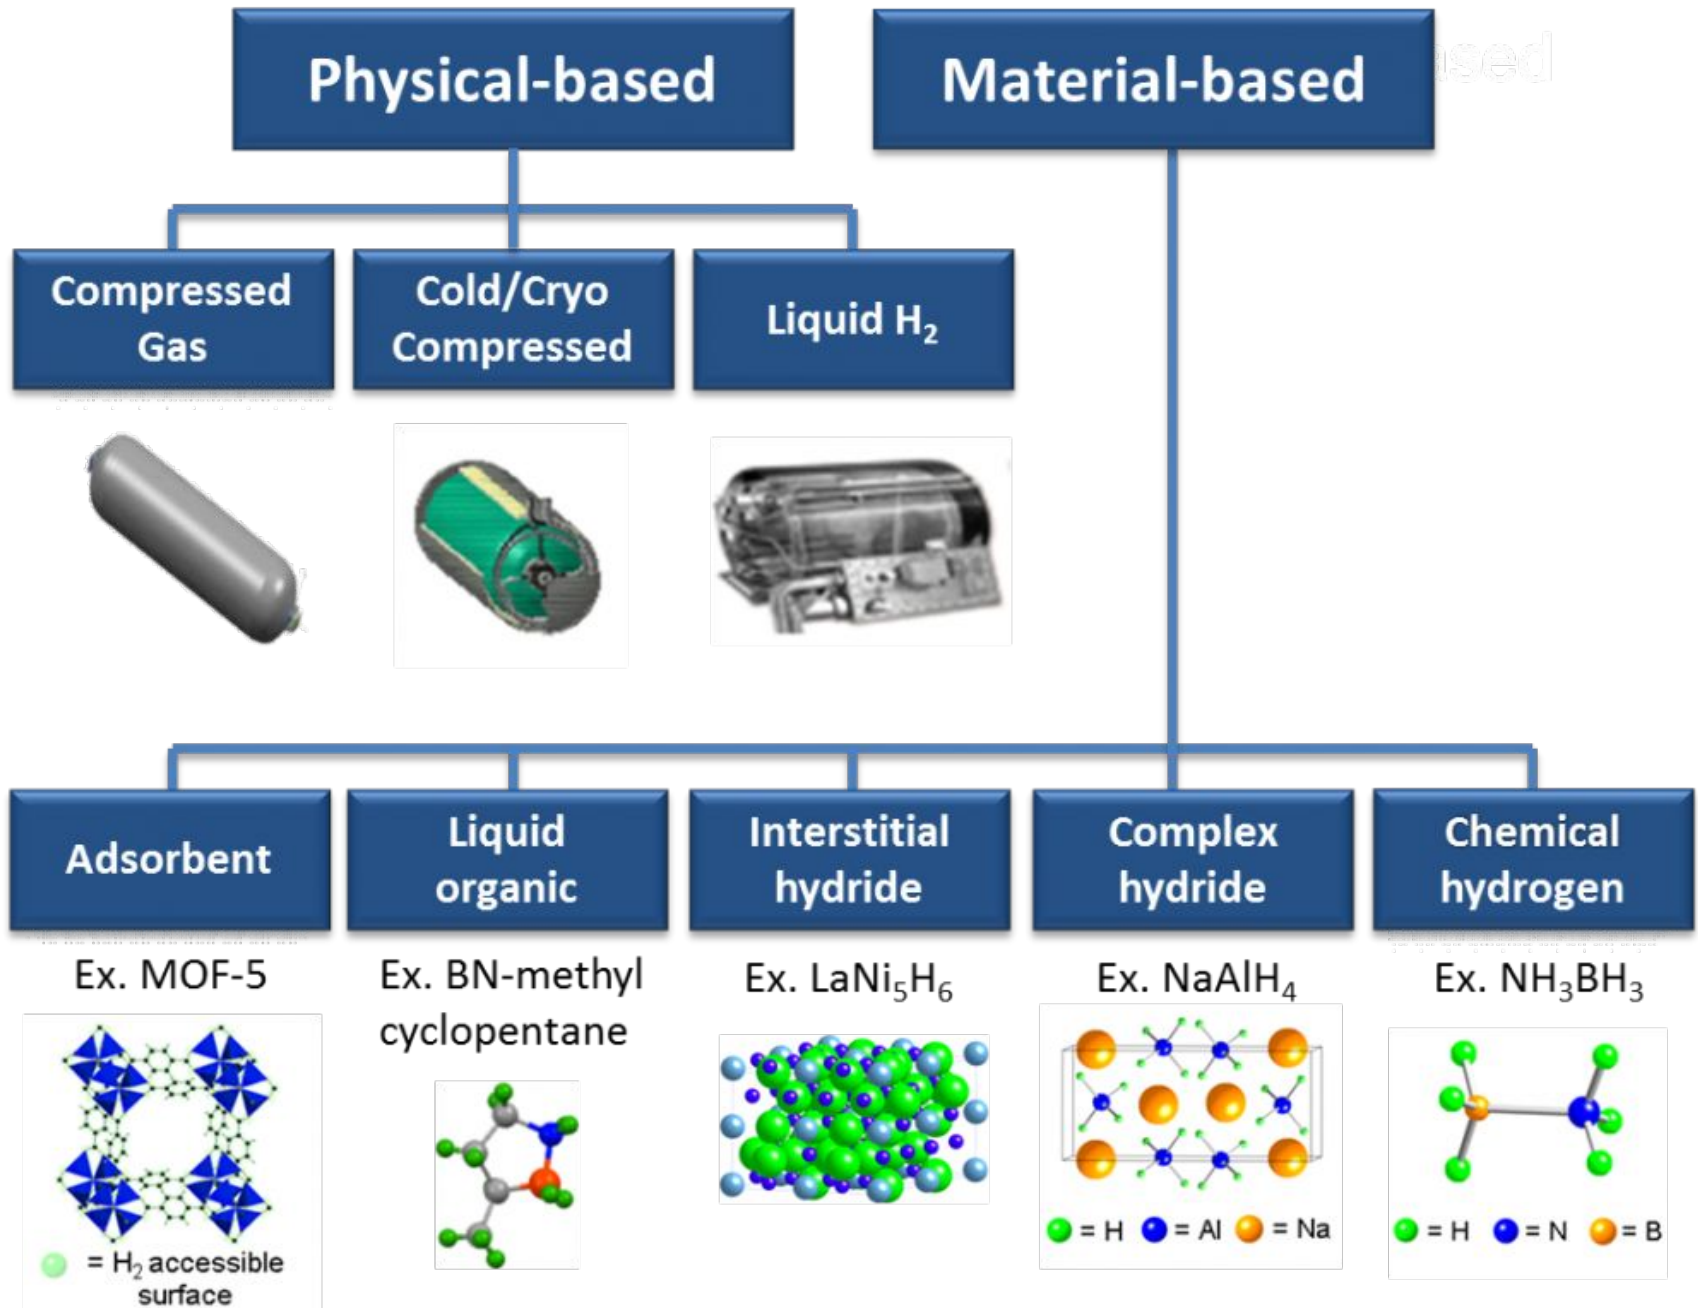 Physical-based
Material-based
ased
Compressed
Gas
Cold/Cryo
Compressed
Liquid H₂
Adsorbent
Liquid
organic
Interstitial
hydride
Complex
hydride
Chemical
hydrogen
Ex. MOF-5
Ex. BN-methyl
cyclopentane
Ex. LaNi₅H₆
Ex. NaAlH₄
Ex. NH₃BH₃
= H₂ accessible
surface
= H = Al = Na
= H = N = B